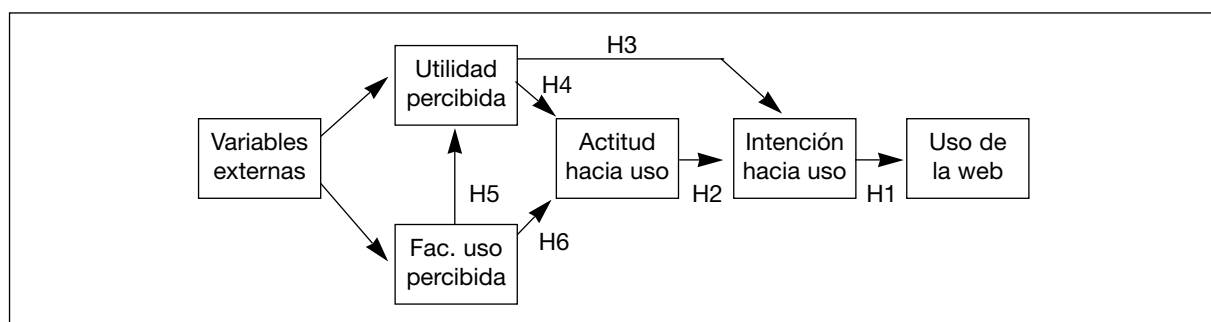 H3
Utilidad
percibida
H4
Variables
externas
Actitud
hacia uso
Intención
hacia uso
Uso de
la web
H5
H2
H1
Fac. uso
percibida
H6